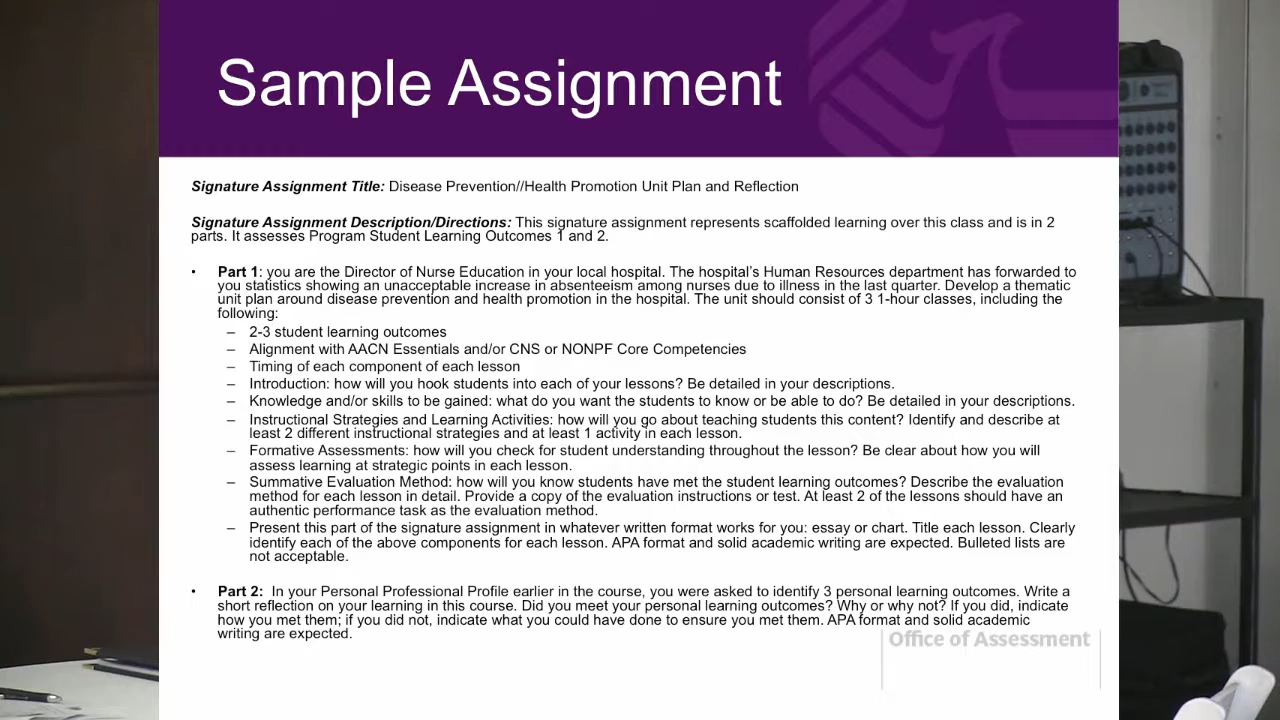 Sample Assignment
Signature Assignment Title: Disease Prevention//Health Promotion Unit Plan and Reflection
Signature Assignment Description/Directions: This signature assignment represents scaffolded learning over this class and is in 2
parts. It assesses Program Student Learning Outcomes 1 and 2.
• Part 1: you are the Director of Nurse Education in your local hospital. The hospital's Human Resources department has forwarded to
you statistics showing an unacceptable increase in absenteeism among nurses due to illness in the last quarter. Develop a thematic
unit plan around disease prevention and health promotion in the hospital. The unit should consist of 3 1-hour classes, including the
following:
– 2-3 student learning outcomes
– Alignment with AACN Essentials and/or CNS or NONPF Core Competencies
– Timing of each component of each lesson
– Introduction: how will you hook students into each of your lessons? Be detailed in your descriptions.
– Knowledge and/or skills to be gained: what do you want the students to know or be able to do? Be detailed in your descriptions.
– Instructional Strategies and Learning Activities: how will you go about teaching students this content? Identify and describe at
least 2 different instructional strategies and at least 1 activity in each lesson.
– Formative Assessments: how will you check for student understanding throughout the lesson? Be clear about how you will
assess learning at strategic points in each lesson.
– Summative Evaluation Method: how will you know students have met the student learning outcomes? Describe the evaluation
method for each lesson in detail. Provide a copy of the evaluation instructions or test. At least 2 of the lessons should have an
authentic performance task as the evaluation method.
– Present this part of the signature assignment in whatever written format works for you: essay or chart. Title each lesson. Clearly
identify each of the above components for each lesson. APA format and solid academic writing are expected. Bulleted lists are
not acceptable.
• Part 2: In your Personal Professional Profile earlier in the course, you were asked to identify 3 personal learning outcomes. Write a
short reflection on your learning in this course. Did you meet your personal learning outcomes? Why or why not? If you did, indicate
how you met them; if you did not, indicate what you could have done to ensure you met them. APA format and solid academic
writing are expected.
Office of Assessment